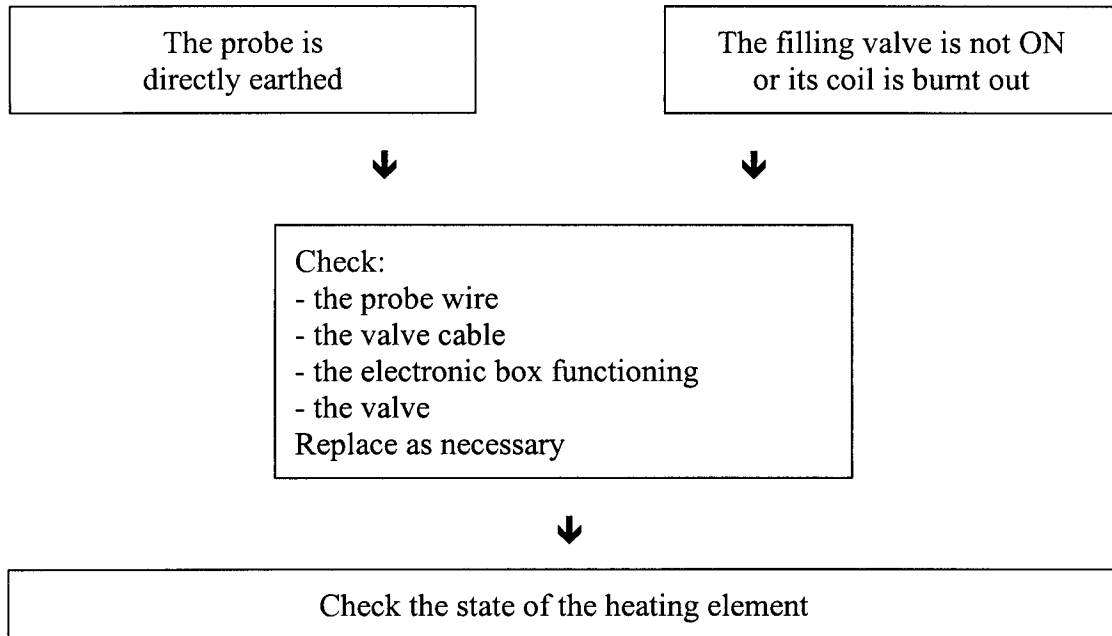 The probe is
directly earthed
The filling valve is not ON
or its coil is burnt out
Check:
- the probe wire
- the valve cable
- the electronic box functioning
- the valve
Replace as necessary
Check the state of the heating element